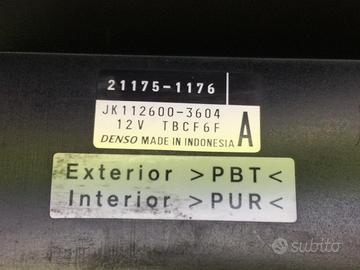 21175-1176
JK112600-3604
12V TBCF6F A
DENSO MADE IN INDONESIA
Exterior >PBT<
Interior >PUR<
subito